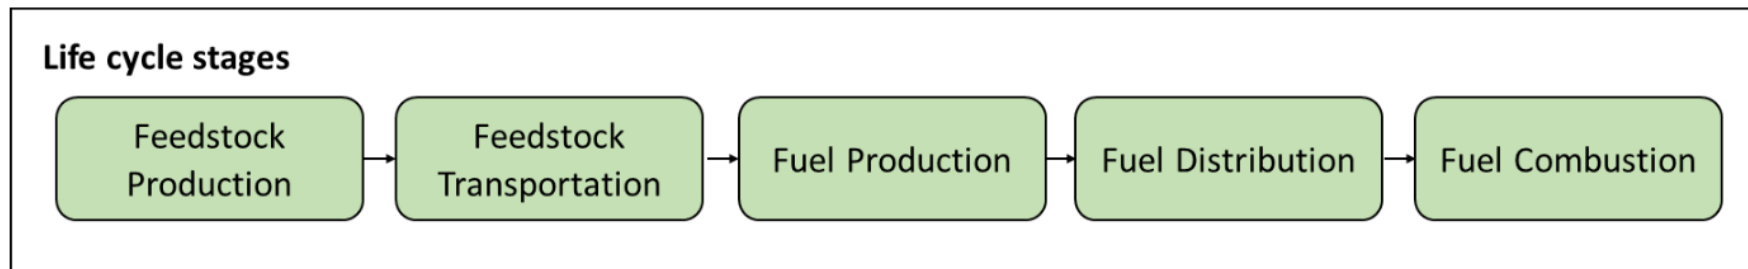 Life cycle stages
Feedstock
Production
Feedstock
Transportation
Fuel Production
Fuel Distribution
Fuel Combustion